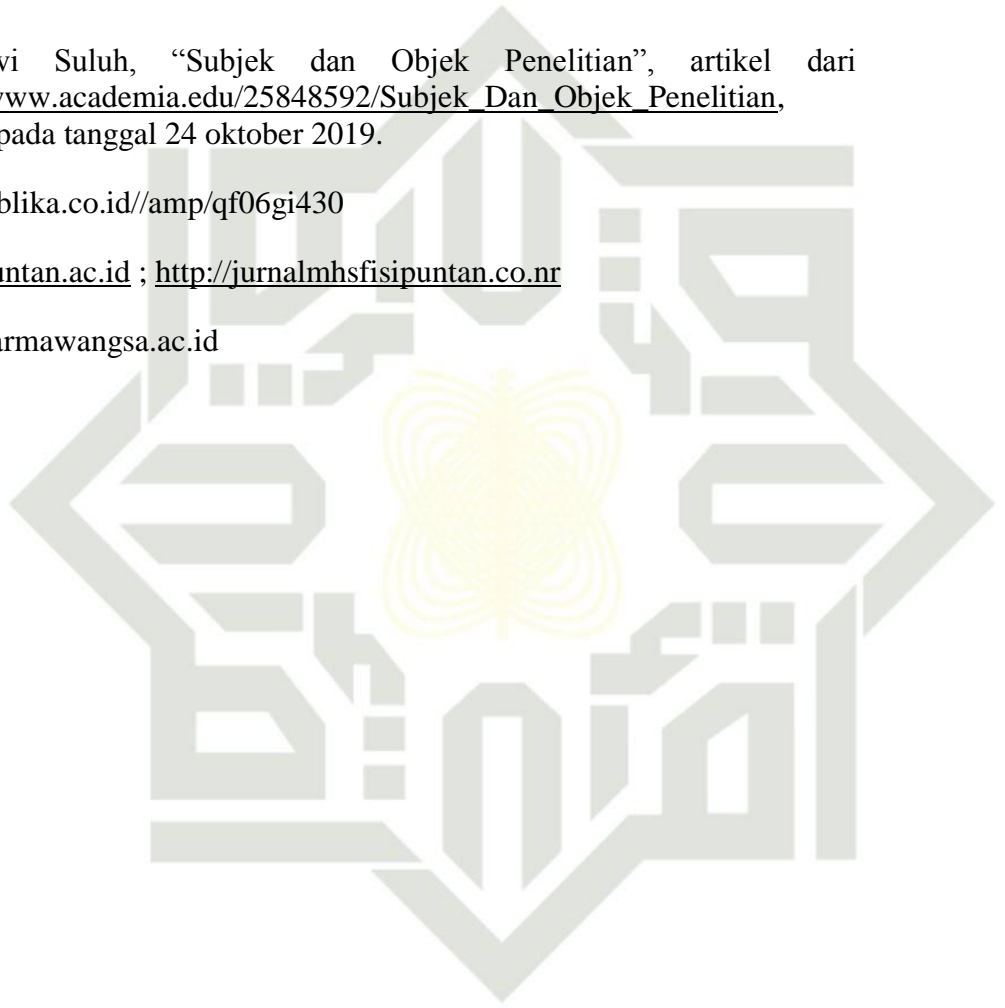 wi Suluh, “Subjek dan Objek Penelitian”, artikel dari
www.academia.edu/25848592/Subjek_Dan_Objek_Penelitian,
pada tanggal 24 oktober 2019.
blika.co.id//amp/qf06gi430
untan.ac.id ; http://jurnalmhsfisipuntan.co.nr
armawangsa.ac.id